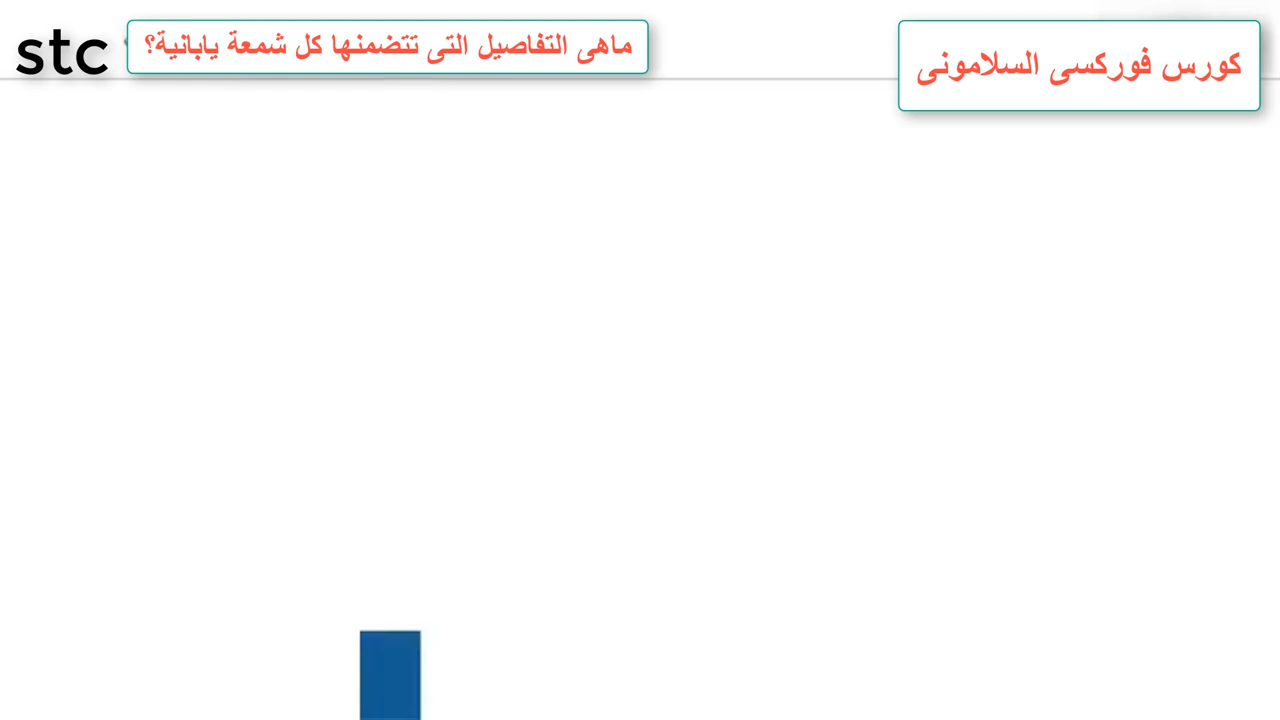 كورس فوركسى السلامونى
ماهى التفاصيل التى تتضمنها كل شمعة يابانية؟
stc